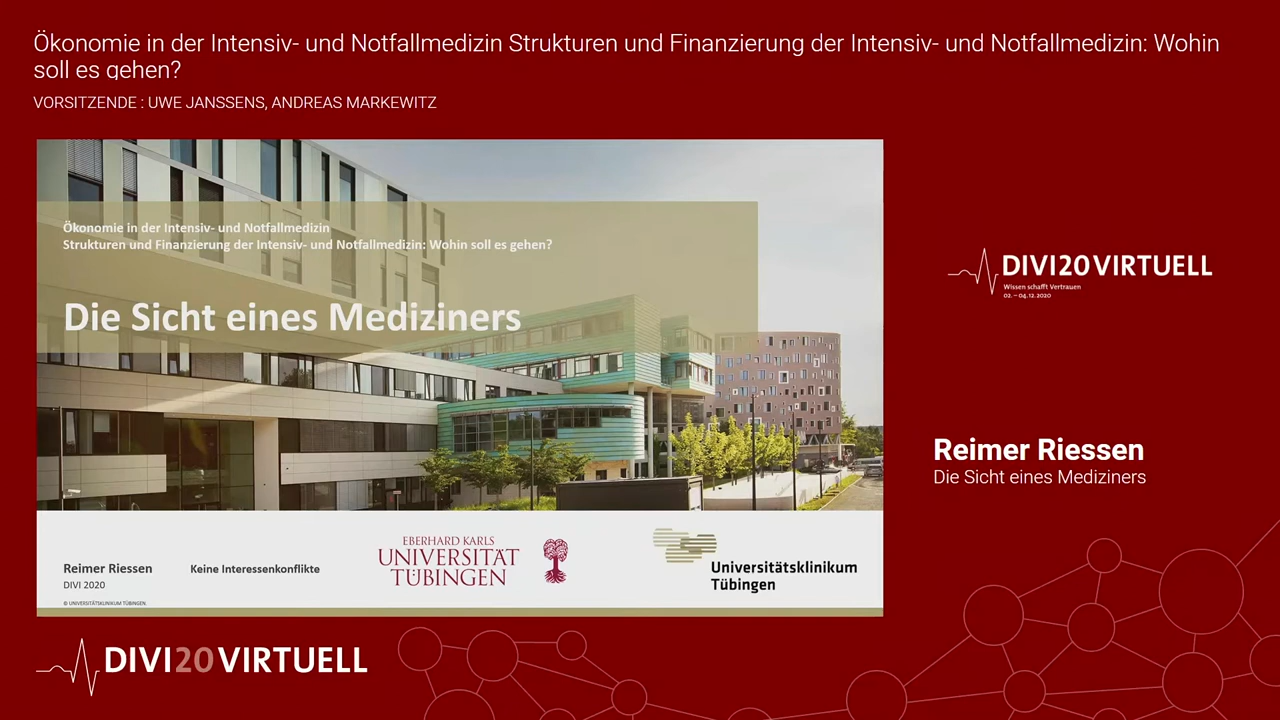 Ökonomie in der Intensiv- und Notfallmedizin Strukturen und Finanzierung der Intensiv- und Notfallmedizin: Wohin
soll es gehen?
VORSITZENDE : UWE JANSSENS, ANDREAS MARKEWITZ
Ökonomie in der Intensiv- und Notfallmedizin
Strukturen und Finanzierung der Intensiv- und Notfallmedizin: Wohin soll es gehen?
Die Sicht eines Mediziners
Reimer Riessen
DIVI 2020
Keine Interessenkonflikte
© UNIVERSITÄTSKLINIKUM TÜBINGEN
EBERHARD KARLS
UNIVERSITÄT
TÜBINGEN
Universitätsklinikum
Tübingen
DIVI20VIRTUELL
Wissen schafft Vertrauen
02. – 04.12.2020
Reimer Riessen
Die Sicht eines Mediziners
DIVI20VIRTUELL